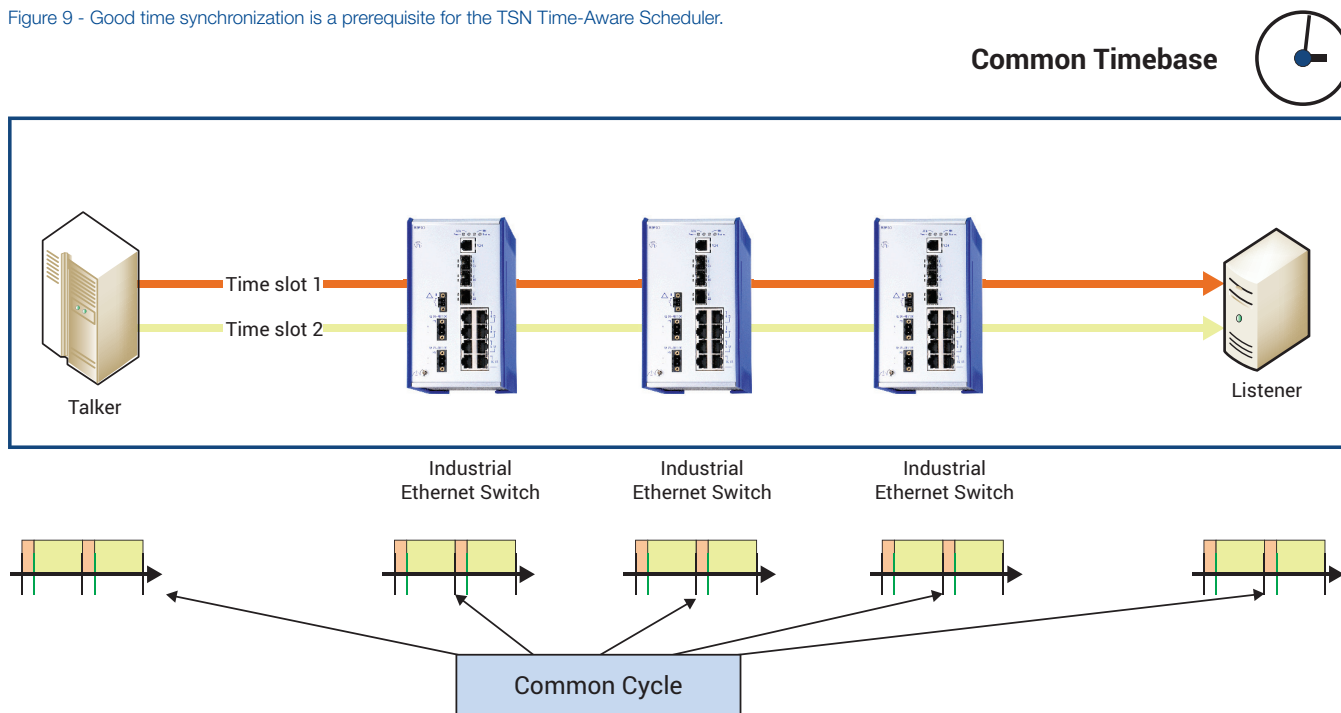 Figure 9 - Good time synchronization is a prerequisite for the TSN Time-Aware Scheduler.
Common Timebase
Time slot 1
Time slot 2
Talker
Listener
Industrial
Ethernet Switch
Industrial
Ethernet Switch
Industrial
Ethernet Switch
Common Cycle